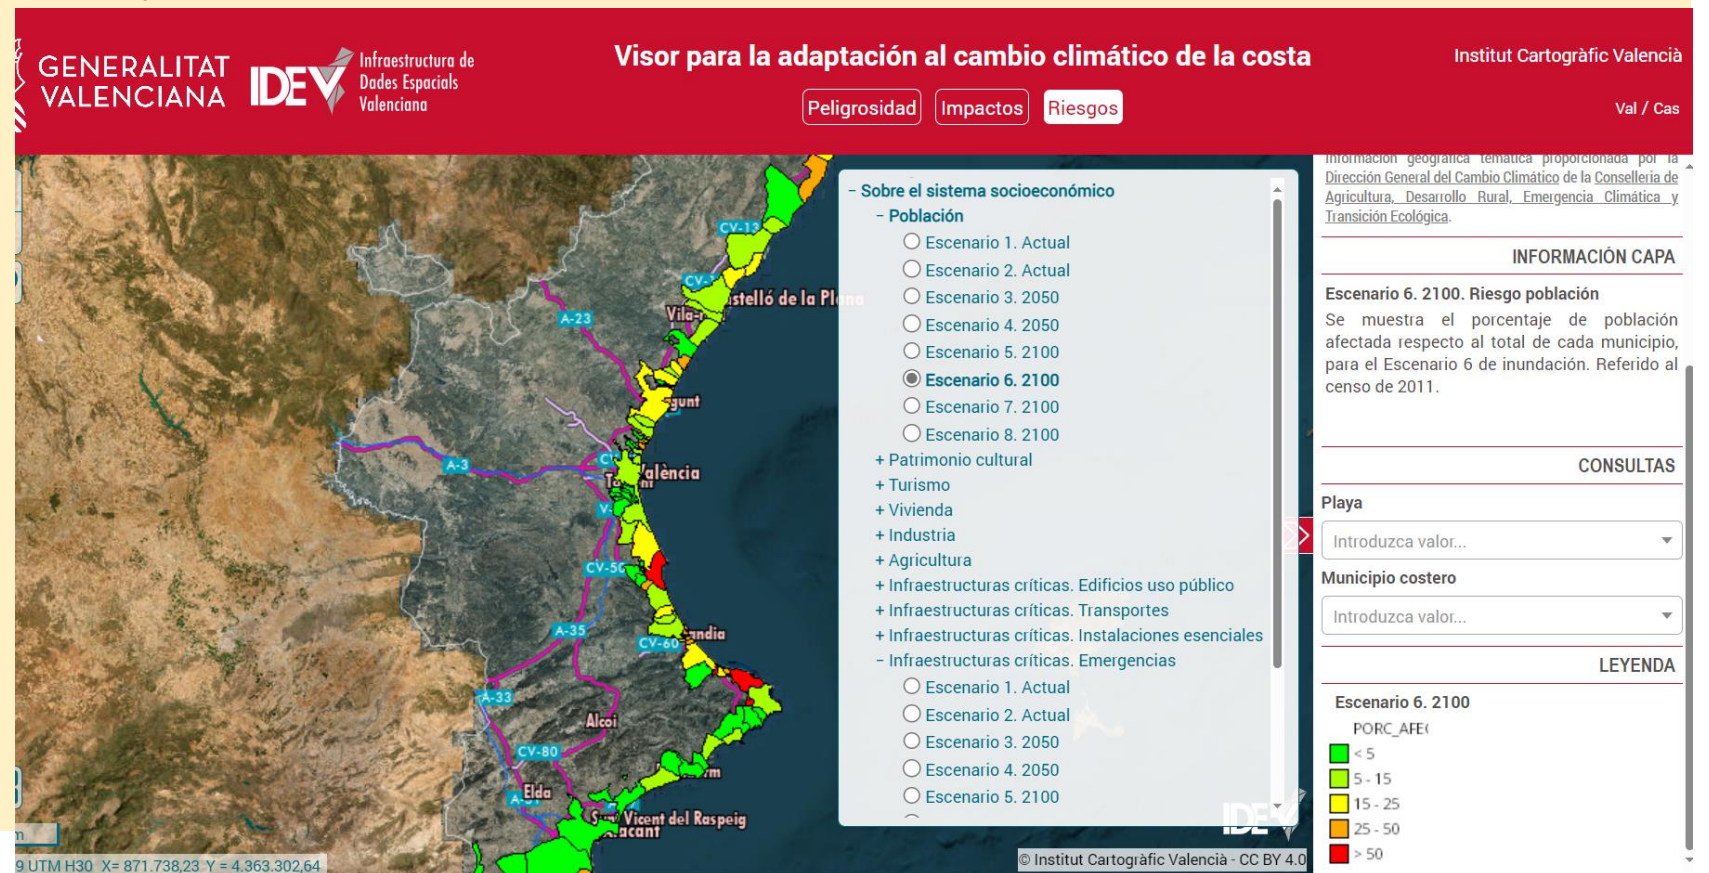 GENERALITAT
VALENCIANA
IDEV
Infraestructura de
Dades Espacials
Valenciana
Visor para la adaptación al cambio climático de la costa
Peligrosidad
Impactos
Riesgos
Institut Cartogràfic Valencià
Val / Cas
CV-13
A-23
A-3
CV-50
A-35
CV-60
A-33
CV-80
València
Alcoi
Elda
Vicent del Raspeig
− Sobre el sistema socioeconómico
− Población
Escenario 1. Actual
Escenario 2. Actual
Escenario 3. 2050
Escenario 4. 2050
Escenario 5. 2100
Escenario 6. 2100
Escenario 7. 2100
Escenario 8. 2100
+ Patrimonio cultural
+ Turismo
+ Vivienda
+ Industria
+ Agricultura
+ Infraestructuras críticas. Edificios uso público
+ Infraestructuras críticas. Transportes
+ Infraestructuras críticas. Instalaciones esenciales
− Infraestructuras críticas. Emergencias
Escenario 1. Actual
Escenario 2. Actual
Escenario 3. 2050
Escenario 4. 2050
Escenario 5. 2100
información geográfica temática proporcionada por la
Dirección General del Cambio Climático de la Conselleria de
Agricultura, Desarrollo Rural, Emergencia Climática y
Transición Ecológica.
INFORMACIÓN CAPA
Escenario 6. 2100. Riesgo población
Se muestra el porcentaje de población
afectada respecto al total de cada municipio,
para el Escenario 6 de inundación. Referido al
censo de 2011.
CONSULTAS
Playa
Introduzca valor...
Municipio costero
Introduzca valor...
LEYENDA
Escenario 6. 2100
PORC_AFE
< 5
5 - 15
15 - 25
25 - 50
> 50
9 UTM H30 X= 871.738,23 Y = 4.363.302,64
© Institut Cartogràfic Valencià - CC BY 4.0